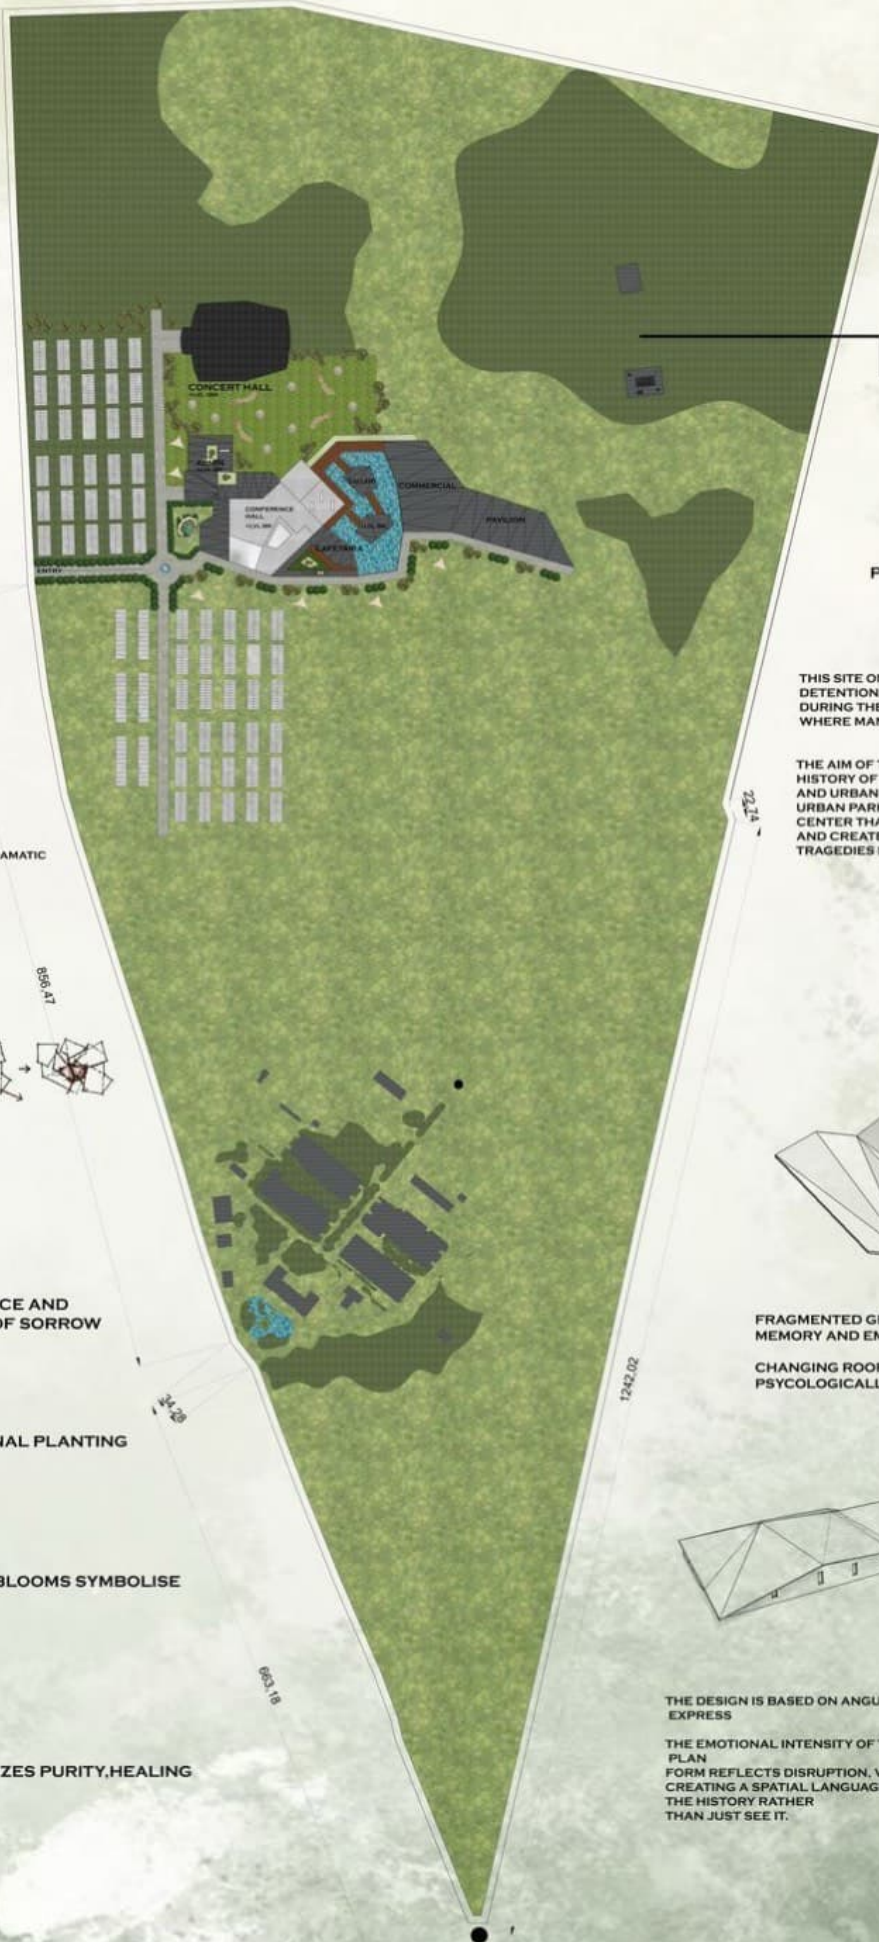 CONCERT HALL
COMMERCIAL
CONFERENCE
HALL
PAVILION
CAFETARIA
ENTRY
P
THIS SITE O
DETENTION
DURING THE
WHERE MA
THE AIM OF
HISTORY OF
AND URBAN
URBAN PAR
CENTER THA
AND CREAT
TRAGEDIES
22,74
AMATIC
856,47
CE AND
OF SORROW
FRAGMENTED G
MEMORY AND EM
CHANGING ROO
PSYCOLOGICALL
1242,02
34,28
NAL PLANTING
BLOOMS SYMBOLISE
663,18
THE DESIGN IS BASED ON ANGU
EXPRESS
THE EMOTIONAL INTENSITY OF
PLAN
FORM REFLECTS DISRUPTION,
CREATING A SPATIAL LANGUAG
THE HISTORY RATHER
THAN JUST SEE IT.
ZES PURITY,HEALING